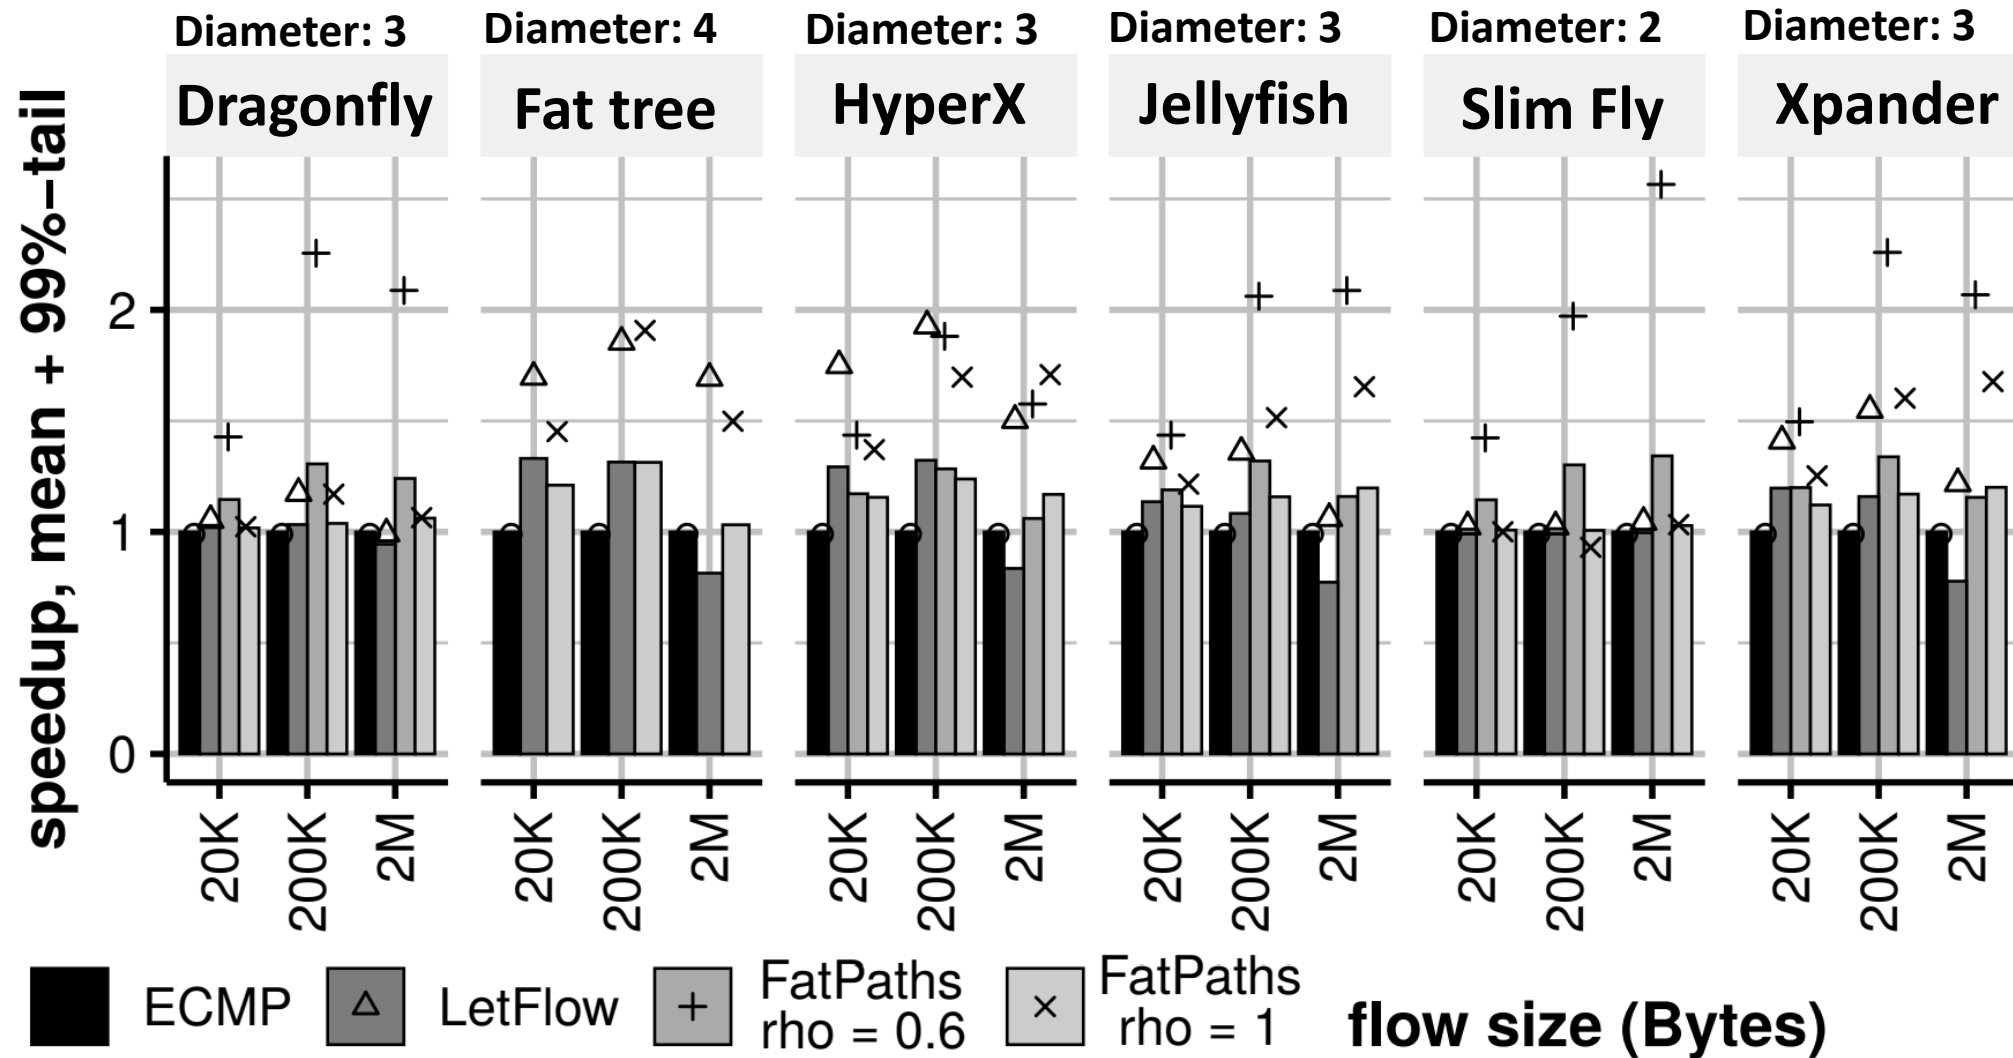 Diameter: 3
Diameter: 4
Diameter: 3
Diameter: 3
Diameter: 2
Diameter: 3
Dragonfly
Fat tree
HyperX
Jellyfish
Slim Fly
Xpander
speedup, mean + 99%−tail
2
1
0
20K
200K
2M
20K
200K
2M
20K
200K
2M
20K
200K
2M
20K
200K
2M
20K
200K
2M
ECMP
LetFlow
FatPaths
rho = 0.6
FatPaths
rho = 1
flow size (Bytes)